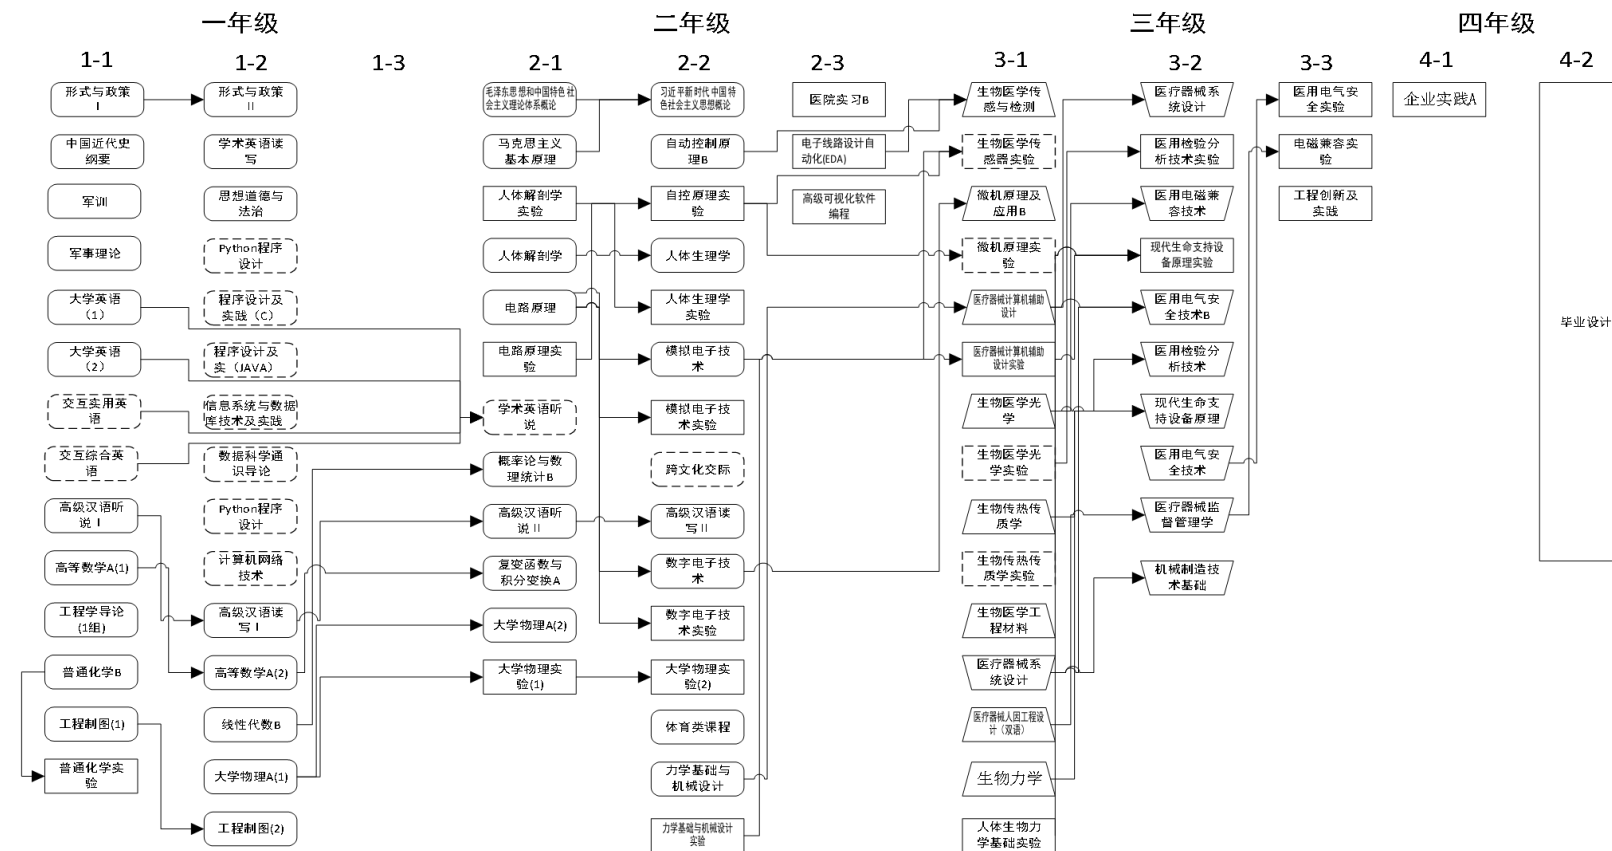 一年级
二年级
三年级
四年级
1-1
1-2
1-3
2-1
2-2
2-3
3-1
3-2
3-3
4-1
4-2
形式与政策
I
中国近代史
纲要
军训
军事理论
大学英语
（1）
大学英语
（2）
交互实用英
语
交互综合英
语
高级汉语听
说 I
高等数学A(1)
工程学导论
(1组)
普通化学B
工程制图(1)
普通化学实
验
形式与政策
II
学术英语读
写
思想道德与
法治
Python程序
设计
程序设计及
实践（C）
程序设计及
实（JAVA）
信息系统与数据
库技术及实践
数据科学通
识导论
Python程序
设计
计算机网络
技术
高级汉语读
写 I
高等数学A(2)
线性代数B
大学物理A(1)
工程制图(2)
毛泽东思想和中国特色社
会主义理论体系概论
马克思主义
基本原理
人体解剖学
实验
人体解剖学
电路原理
电路原理实
验
学术英语听
说
概率论与数
理统计B
高级汉语听
说 II
复变函数与
积分变换A
大学物理A(2)
大学物理实
验(1)
习近平新时代中国特
色社会主义思想概论
自动控制原
理B
自控原理实
验
人体生理学
人体生理学
实验
模拟电子技
术
模拟电子技
术实验
跨文化交际
高级汉语读
写 II
数字电子技
术
数字电子技
术实验
大学物理实
验(2)
体育类课程
力学基础与
机械设计
力学基础与机械设计
实验
医院实习B
电子线路设计自
动化(EDA)
高级可视化软件
编程
生物医学传
感与检测
生物医学传
感器实验
微机原理及
应用B
微机原理实
验
医疗器械计算机辅助
设计
医疗器械计算机辅助
设计实验
生物医学光
学
生物医学光
学实验
生物传热传
质学
生物传热传
质学实验
生物医学工
程材料
医疗器械系
统设计
医疗器械人因工程设
计（双语）
生物力学
人体生物力
学基础实验
医疗器械系
统设计
医用检验分
析技术实验
医用电磁兼
容技术
现代生命支持设
备原理实验
医用电气安
全技术B
医用检验分
析技术
现代生命支
持设备原理
医用电气安
全技术
医疗器械监
督管理学
机械制造技
术基础
医用电气安
全实验
电磁兼容实
验
工程创新及
实践
企业实践A
毕业设计